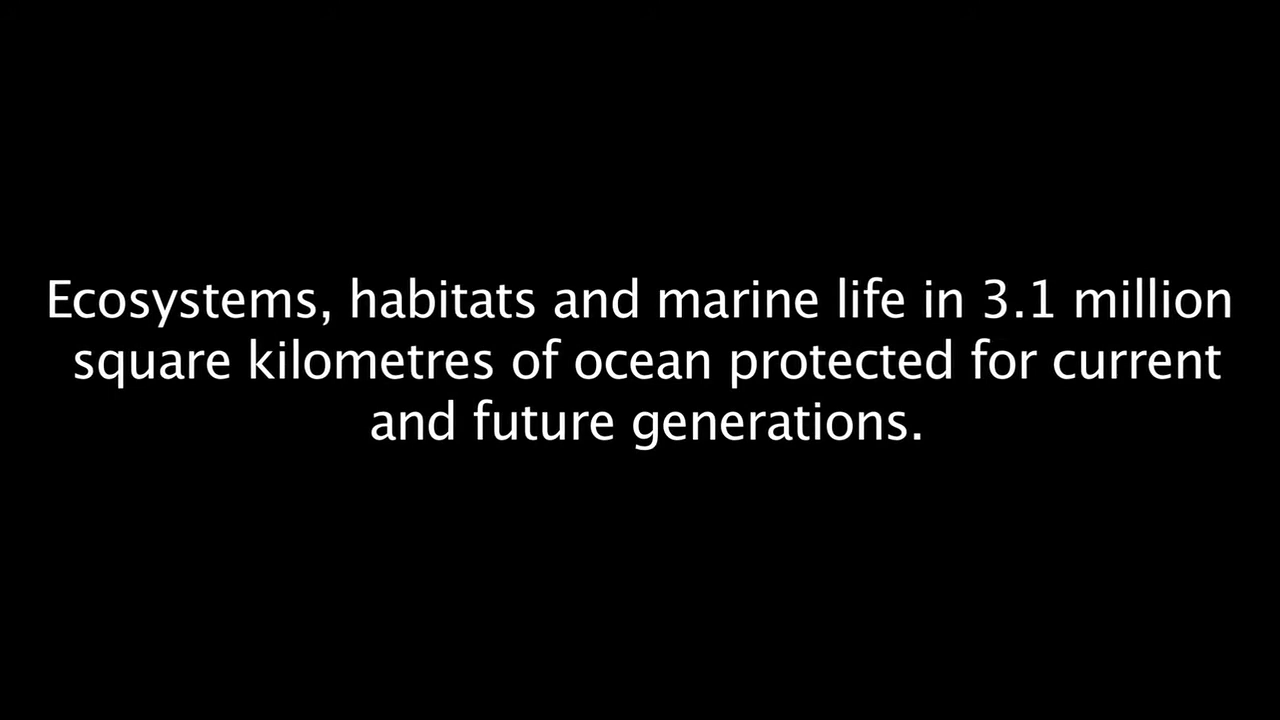 Ecosystems, habitats and marine life in 3.1 million
square kilometres of ocean protected for current
and future generations.